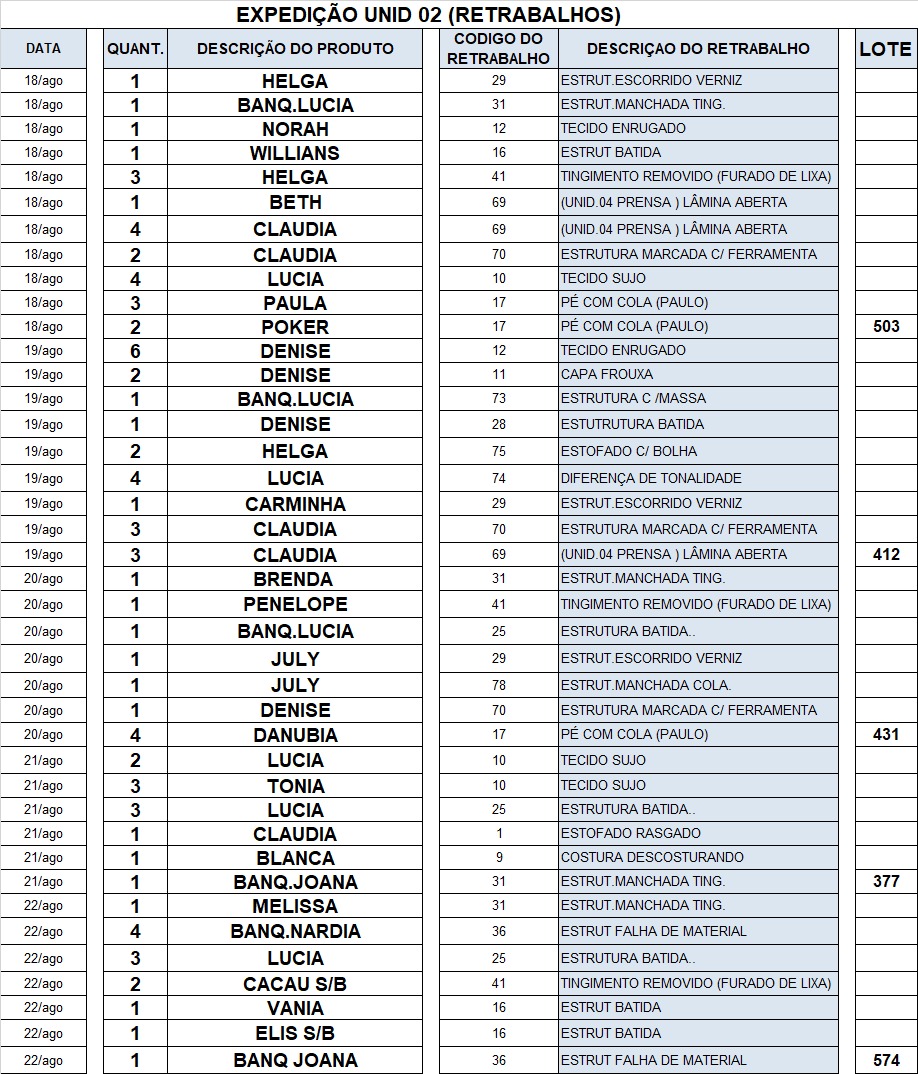 EXPEDIÇÃO UNID 02 (RETRABALHOS)
DATA QUANT. DESCRIÇÃO DO PRODUTO CODIGO DO RETRABALHO DESCRIÇAO DO RETRABALHO LOTE
18/ago 1 HELGA 29 ESTRUT.ESCORRIDO VERNIZ
18/ago 1 BANQ.LUCIA 31 ESTRUT.MANCHADA TING.
18/ago 1 NORAH 12 TECIDO ENRUGADO
18/ago 1 WILLIANS 16 ESTRUT BATIDA
18/ago 3 HELGA 41 TINGIMENTO REMOVIDO (FURADO DE LIXA)
18/ago 1 BETH 69 (UNID.04 PRENSA ) LÂMINA ABERTA
18/ago 4 CLAUDIA 69 (UNID.04 PRENSA ) LÂMINA ABERTA
18/ago 2 CLAUDIA 70 ESTRUTURA MARCADA C/ FERRAMENTA
18/ago 4 LUCIA 10 TECIDO SUJO
18/ago 3 PAULA 17 PÉ COM COLA (PAULO)
18/ago 2 POKER 17 PÉ COM COLA (PAULO) 503
19/ago 6 DENISE 12 TECIDO ENRUGADO
19/ago 2 DENISE 11 CAPA FROUXA
19/ago 1 BANQ.LUCIA 73 ESTRUTURA C /MASSA
19/ago 1 DENISE 28 ESTUTRUTURA BATIDA
19/ago 2 HELGA 75 ESTOFADO C/ BOLHA
19/ago 4 LUCIA 74 DIFERENÇA DE TONALIDADE
19/ago 1 CARMINHA 29 ESTRUT.ESCORRIDO VERNIZ
19/ago 3 CLAUDIA 70 ESTRUTURA MARCADA C/ FERRAMENTA
19/ago 3 CLAUDIA 69 (UNID.04 PRENSA ) LÂMINA ABERTA 412
20/ago 1 BRENDA 31 ESTRUT.MANCHADA TING.
20/ago 1 PENELOPE 41 TINGIMENTO REMOVIDO (FURADO DE LIXA)
20/ago 1 BANQ.LUCIA 25 ESTRUTURA BATIDA..
20/ago 1 JULY 29 ESTRUT.ESCORRIDO VERNIZ
20/ago 1 JULY 78 ESTRUT.MANCHADA COLA.
20/ago 1 DENISE 70 ESTRUTURA MARCADA C/ FERRAMENTA
20/ago 4 DANUBIA 17 PÉ COM COLA (PAULO) 431
21/ago 2 LUCIA 10 TECIDO SUJO
21/ago 3 TONIA 10 TECIDO SUJO
21/ago 3 LUCIA 25 ESTRUTURA BATIDA..
21/ago 1 CLAUDIA 1 ESTOFADO RASGADO
21/ago 1 BLANCA 9 COSTURA DESCOSTURANDO
21/ago 1 BANQ.JOANA 31 ESTRUT.MANCHADA TING. 377
22/ago 1 MELISSA 31 ESTRUT.MANCHADA TING.
22/ago 4 BANQ.NARDIA 36 ESTRUT FALHA DE MATERIAL
22/ago 3 LUCIA 25 ESTRUTURA BATIDA..
22/ago 2 CACAU S/B 41 TINGIMENTO REMOVIDO (FURADO DE LIXA)
22/ago 1 VANIA 16 ESTRUT BATIDA
22/ago 1 ELIS S/B 16 ESTRUT BATIDA
22/ago 1 BANQ JOANA 36 ESTRUT FALHA DE MATERIAL 574